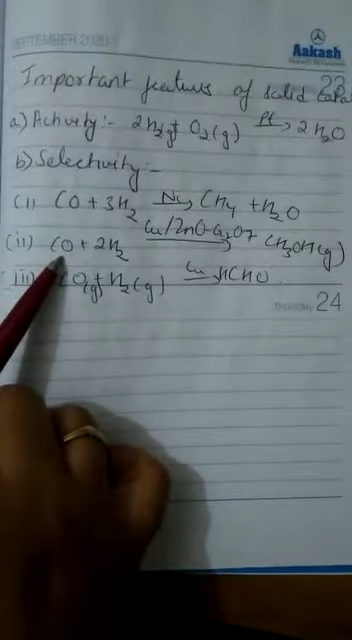 SEPTEMBER 2020
Aakash
23
Important features of solid
a) Activity:- 2H2(g)+ O2(g) Pt→ 2H2O
b) Selectivity:-
(i) CO + 3H2 Ni→ CH4 + H2O
(ii) CO + 2H2 Cu/ZnO-Cr2O3→ CH3OH(g)
(iii) CO(g)+ H2(g) Cu→ HCHO
Thursday 24